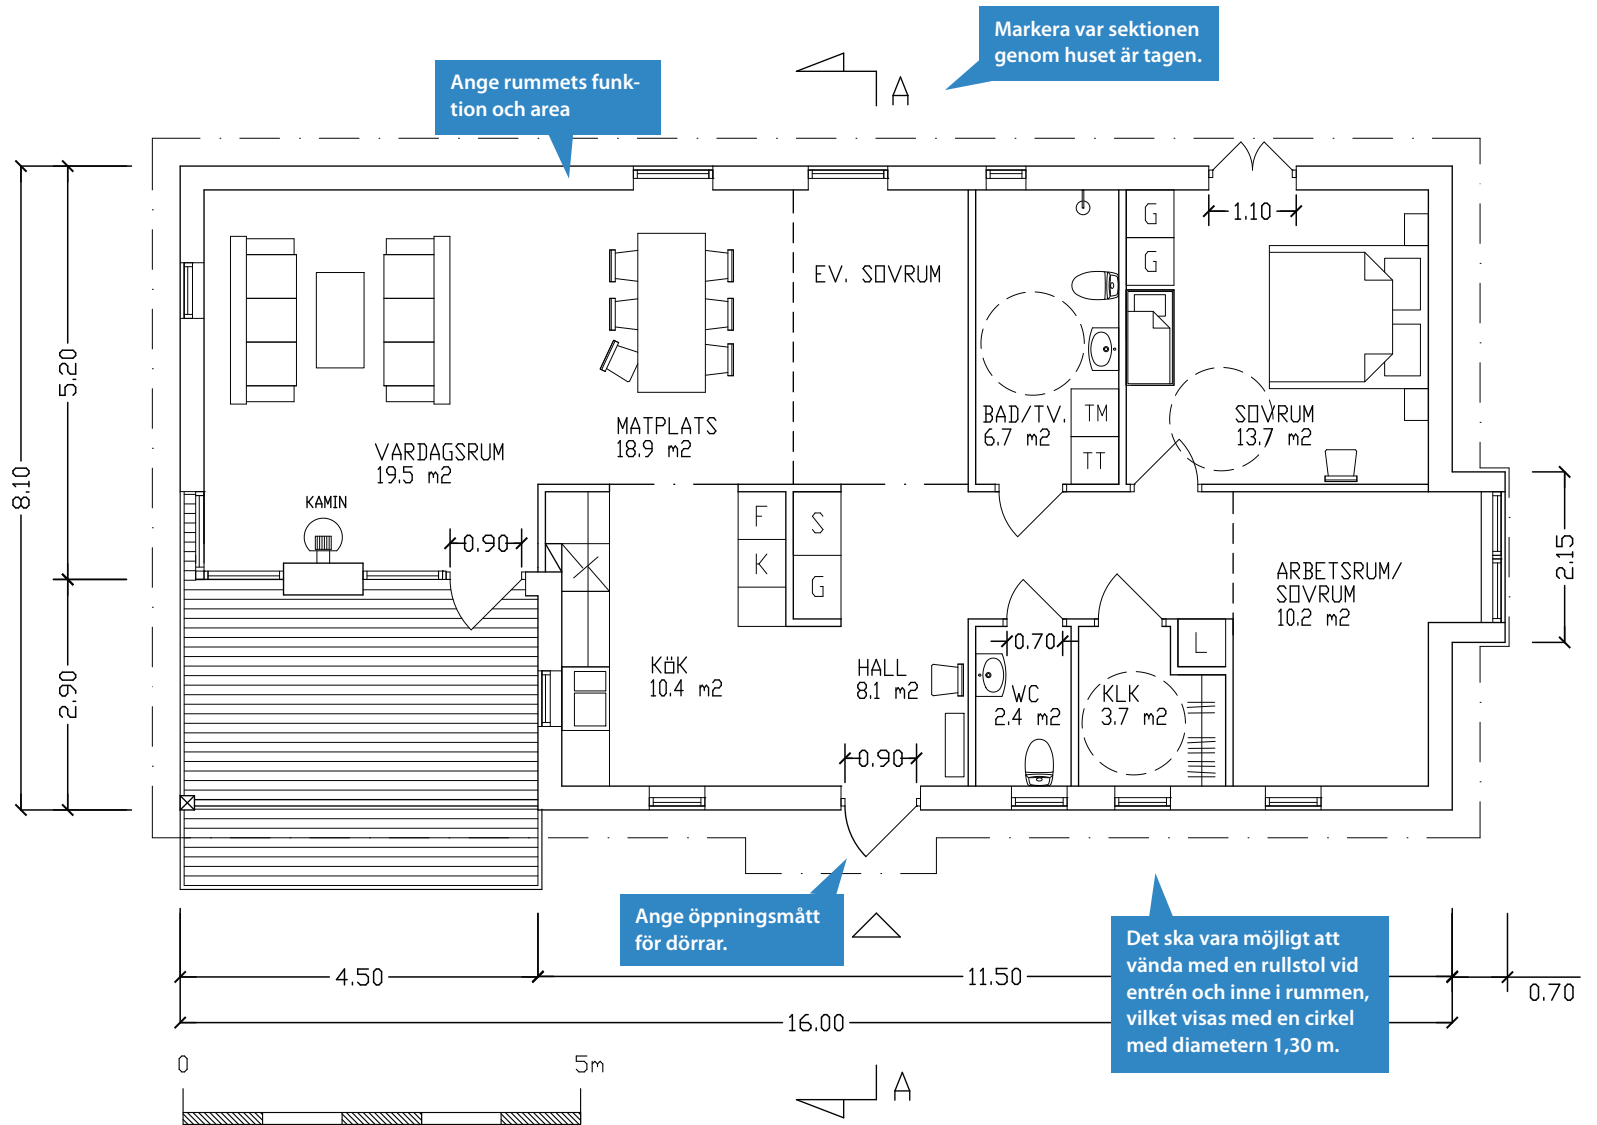 Markera var sektionen
genom huset är tagen.
Ange rummets funk-
tion och area
A
1.10
G
G
EV. SOVRUM
5.20
8.10
BAD/TV.
6.7 m2
TM
TT
SOVRUM
13.7 m2
MATPLATS
18.9 m2
VARDAGSRUM
19.5 m2
KAMIN
0.90
F
K
S
G
2.15
ARBETSRUM/
SOVRUM
10.2 m2
2.90
KÖK
10.4 m2
HALL
8.1 m2
0.70
WC
2.4 m2
KLK
3.7 m2
L
0.90
Ange öppningsmått
för dörrar.
Det ska vara möjligt att
vända med en rullstol vid
entrén och inne i rummen,
vilket visas med en cirkel
med diametern 1,30 m.
4.50
11.50
0.70
16.00
0
5m
A